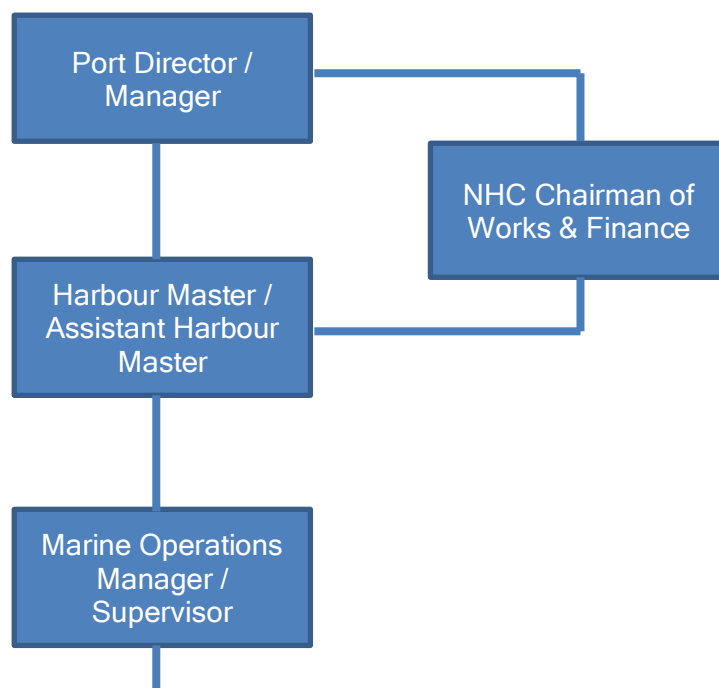 Port Director /
Manager
NHC Chairman of
Works & Finance
Harbour Master /
Assistant Harbour
Master
Marine Operations
Manager /
Supervisor